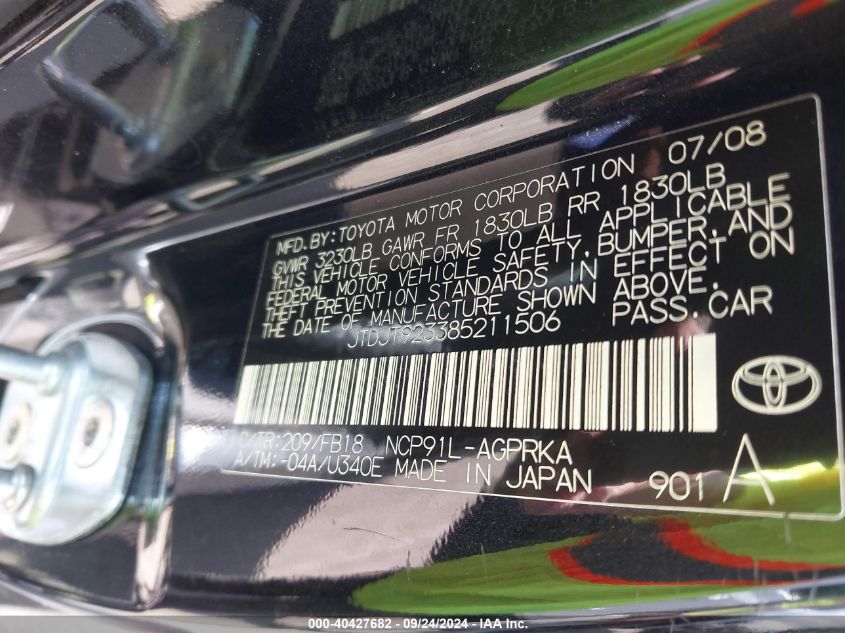 MFD. BY: TOYOTA MOTOR CORPORATION 07/08
GVWR 3230LB GAWR FR 1830LB RR 1830LB
THIS VEHICLE CONFORMS TO ALL APPLICABLE
FEDERAL MOTOR VEHICLE SAFETY, BUMPER, AND
THEFT PREVENTION STANDARDS IN EFFECT ON
THE DATE OF MANUFACTURE SHOWN ABOVE.
JTDJT923385211506 PASS. CAR
C/TR: 209/FB18 NCP91L-AGPRKA
A/TM: -04A/U340E MADE IN JAPAN 901 A
000-40427682 - 09/24/2024 - IAA Inc.